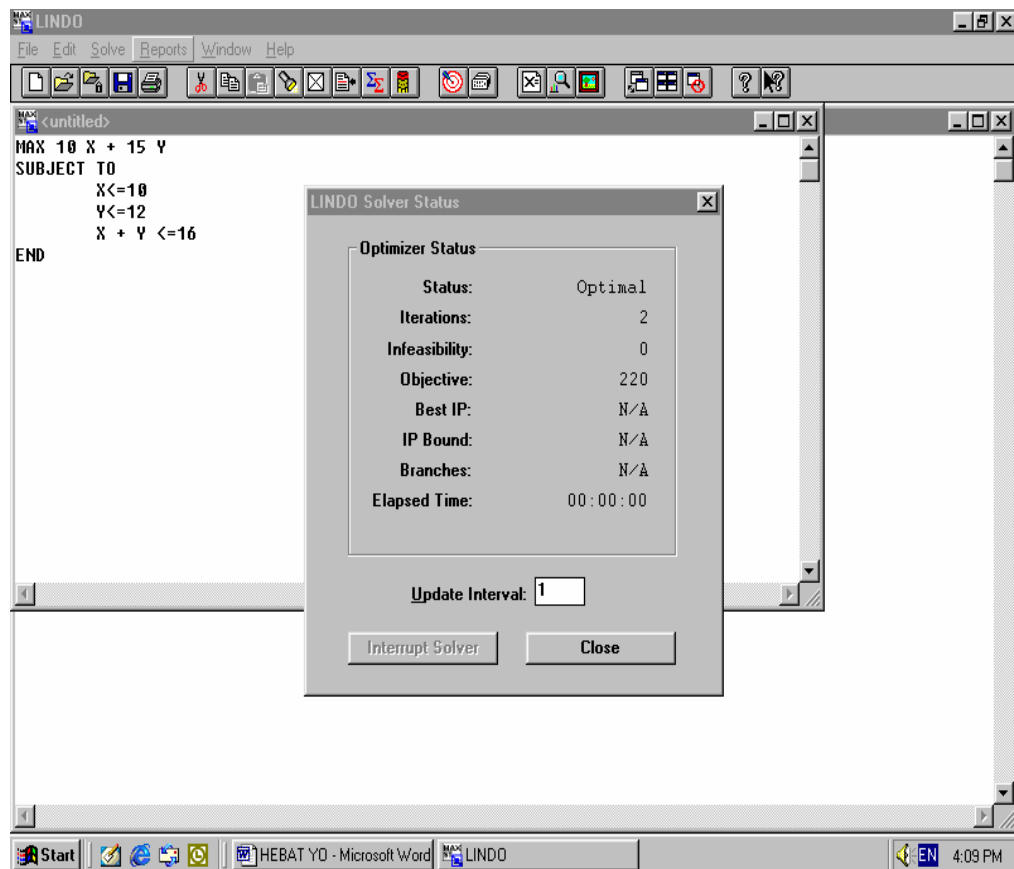 LINDO
File Edit Solve Reports Window Help
<untitled>
MAX 10 X + 15 Y
SUBJECT TO
X<=10
Y<=12
X + Y <=16
END
LINDO Solver Status
Optimizer Status
Status: Optimal
Iterations: 2
Infeasibility: 0
Objective: 220
Best IP: N/A
IP Bound: N/A
Branches: N/A
Elapsed Time: 00:00:00
Update Interval: 1
Interrupt Solver Close
Start HEBAT YO - Microsoft Word LINDO EN 4:09 PM